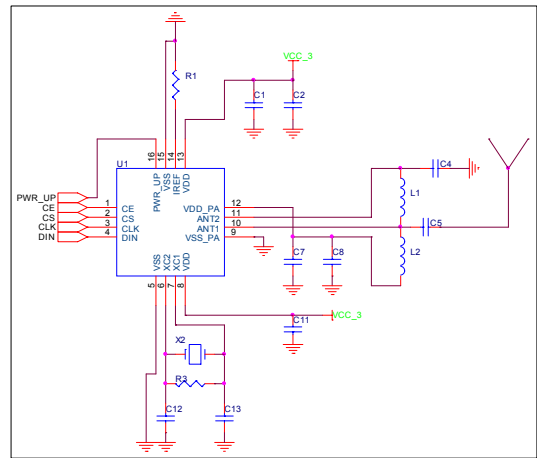 R1
VCC_3
C1
C2
U1
16
15
14
13
PWR_UP
VSS
IREF
VDD
PWR_UP
CE
CS
CLK
DIN
1
2
3
4
CE
CS
CLK
DIN
VDD_PA
ANT2
ANT1
VSS_PA
12
11
10
9
VSS
XC2
XC1
VDD
5
6
7
8
C4
L1
C5
L2
C7
C8
C11
VCC_3
X2
R3
C12
C13